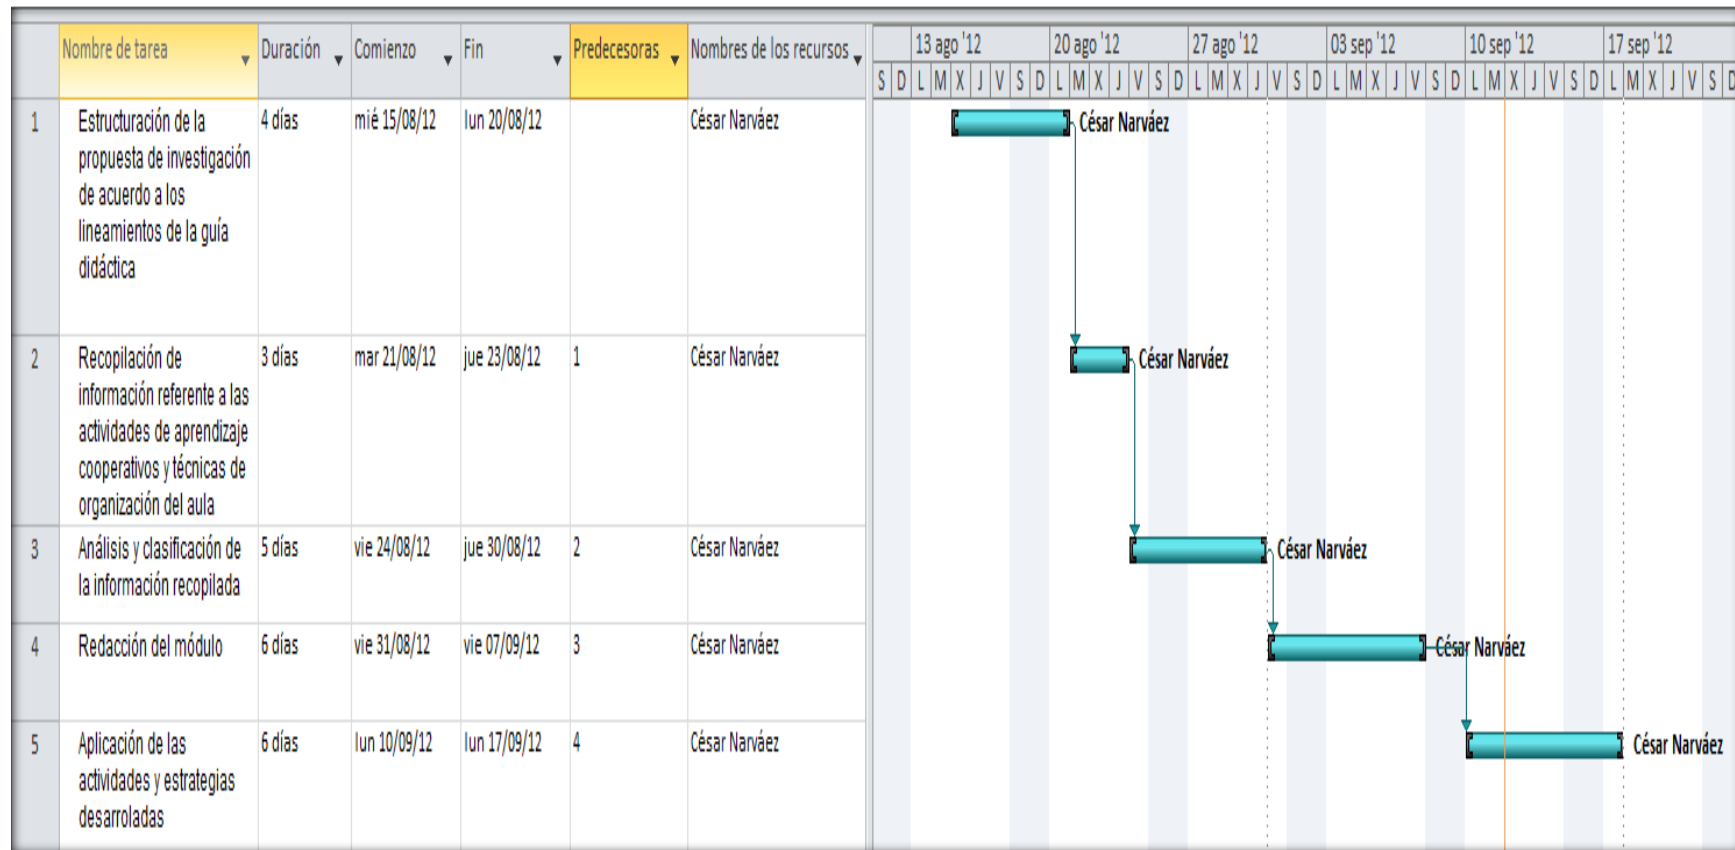 Nombre de tarea Duración Comienzo Fin Predecesoras Nombres de los recursos
13 ago '12 20 ago '12 27 ago '12 03 sep '12 10 sep '12 17 sep '12
S D L M X J V S D L M X J V S D L M X J V S D L M X J V S D L M X J V S D L M X J V S D
1 Estructuración de la 4 días mié 15/08/12 lun 20/08/12 César Narváez César Narváez
propuesta de investigación
de acuerdo a los
lineamientos de la guía
didáctica
2 Recopilación de 3 días mar 21/08/12 jue 23/08/12 1 César Narváez César Narváez
información referente a las
actividades de aprendizaje
cooperativos y técnicas de
organización del aula
3 Análisis y clasificación de 5 días vie 24/08/12 jue 30/08/12 2 César Narváez César Narváez
la información recopilada
4 Redacción del módulo 6 días vie 31/08/12 vie 07/09/12 3 César Narváez César Narváez
5 Aplicación de las 6 días lun 10/09/12 lun 17/09/12 4 César Narváez César Narváez
actividades y estrategias
desarroladas